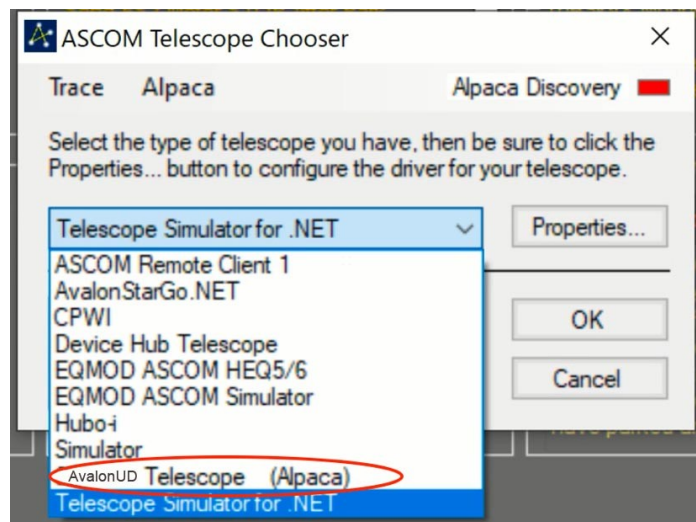 ASCOM Telescope Chooser
Trace Alpaca Alpaca Discovery
Select the type of telescope you have, then be sure to click the
Properties... button to configure the driver for your telescope.
Telescope Simulator for .NET
Properties...
ASCOM Remote Client 1
AvalonStarGo.NET
CPWI
Device Hub Telescope
EQMOD ASCOM HEQ5/6
EQMOD ASCOM Simulator
Hubo-i
Simulator
AvalonUD Telescope (Alpaca)
Telescope Simulator for .NET
OK
Cancel